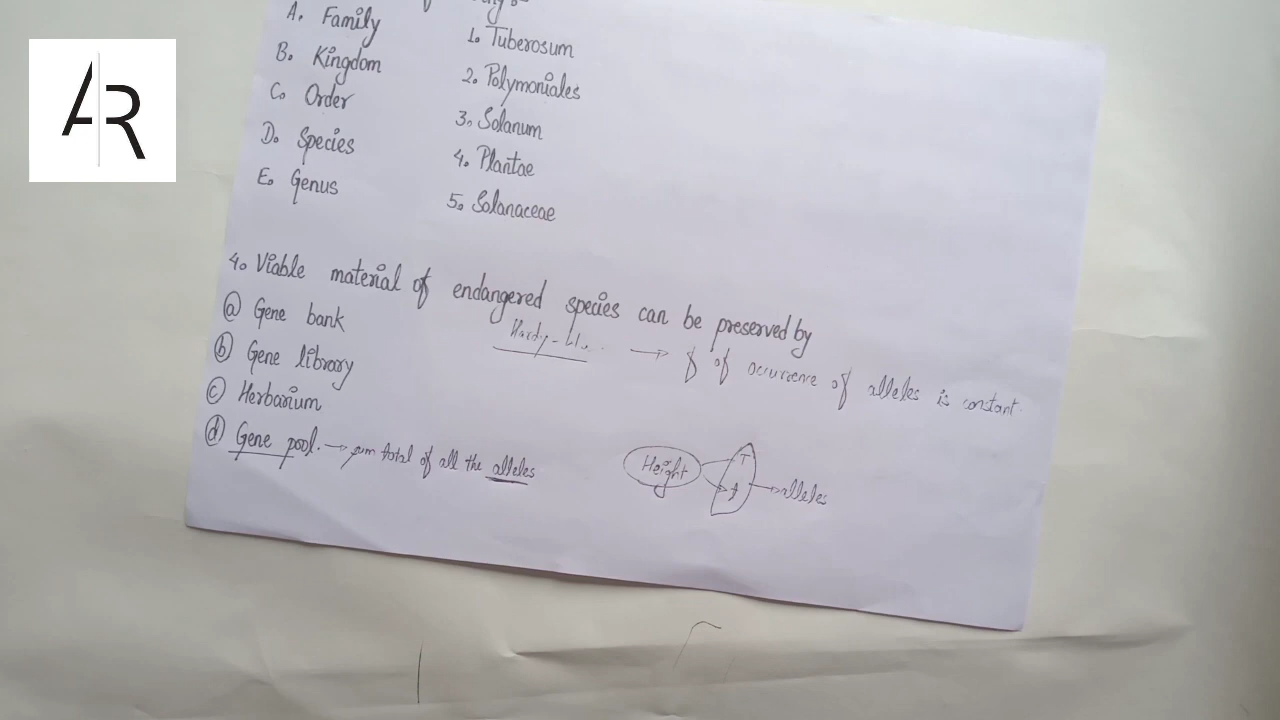 AR
A. Family
B. Kingdom
C. Order
D. Species
E. Genus
1. Tuberosum
2. Polymoniales
3. Solanum
4. Plantae
5. Solanaceae
4. Viable material of endangered species can be preserved by
(a) Gene bank
(b) Gene library
(c) Herbarium
(d) Gene pool. → sum total of all the alleles
Hardy- → f of occurrence of alleles is constant.
Height T t → alleles